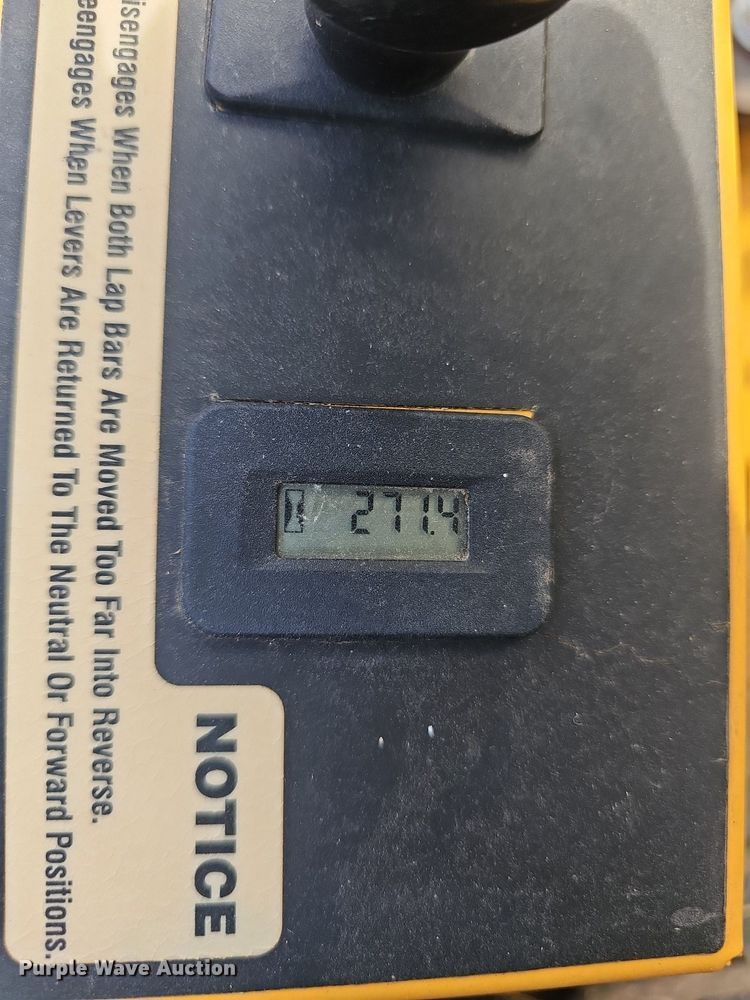 NOTICE
isengages When Both Lap Bars Are Moved Too Far Into Reverse.
eengages When Levers Are Returned To The Neutral Or Forward Positions.
277.4
Purple Wave Auction